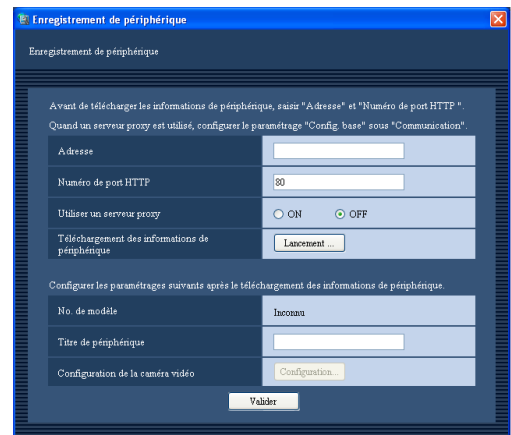 Enregistrement de périphérique
Enregistrement de périphérique
Avant de télécharger les informations de périphérique, saisir "Adresse" et "Numéro de port HTTP ".
Quand un serveur proxy est utilisé, configurer le paramétrage "Config. base" sous "Communication".
Adresse
Numéro de port HTTP 80
Utiliser un serveur proxy ON OFF
Téléchargement des informations de
périphérique Lancement ...
Configurer les paramétrages suivants après le téléchargement des informations de périphérique.
No. de modèle Inconnu
Titre de périphérique
Configuration de la caméra vidéo Configuration...
Valider